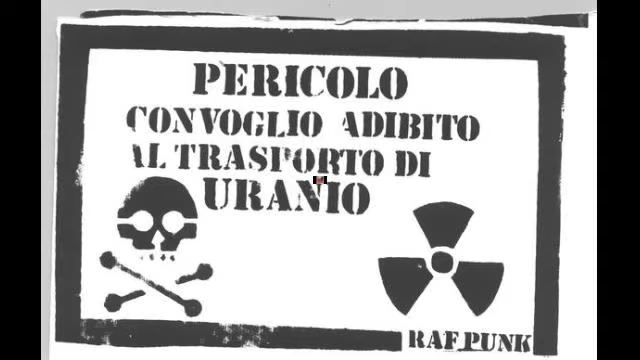 PERICOLO
CONVOGLIO ADIBITO
AL TRASPORTO DI
URANIO
RAF.PUNK